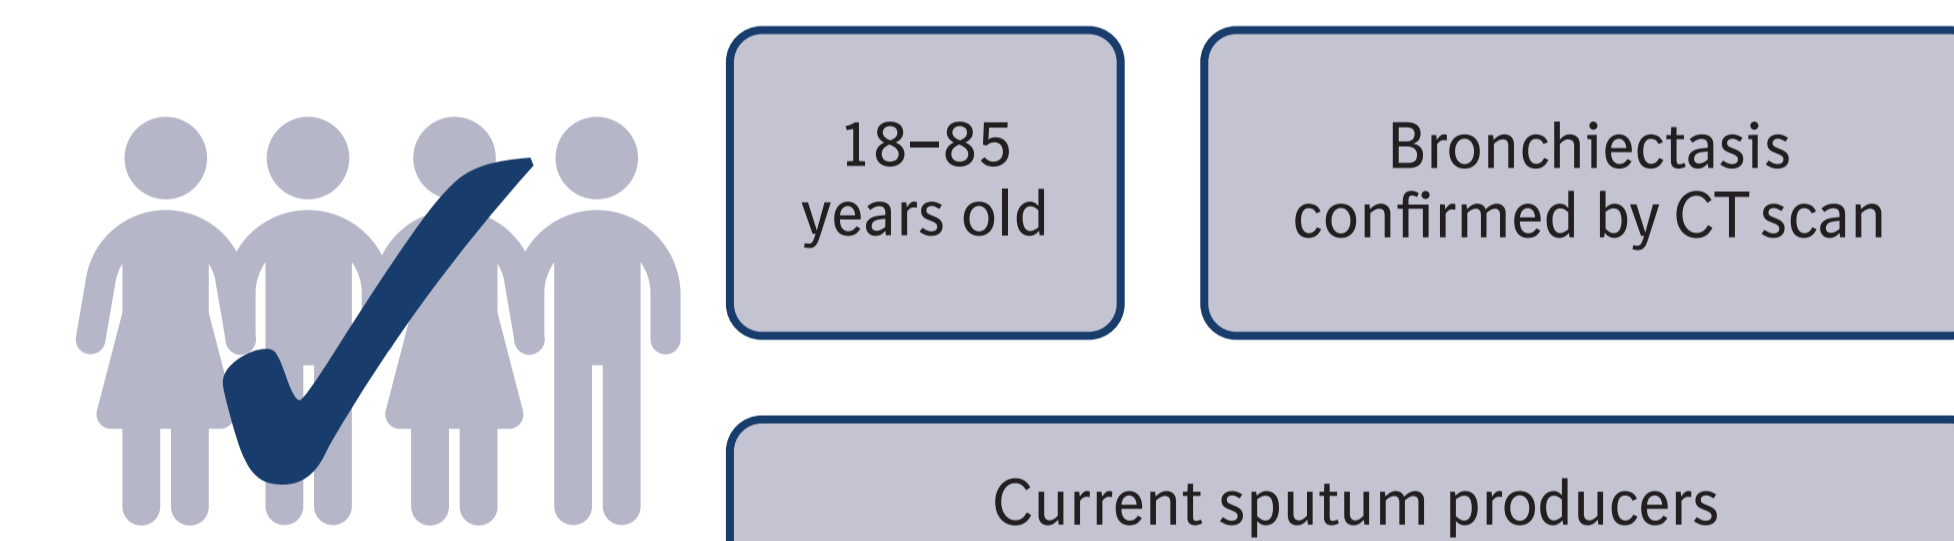 18–85
years old
Bronchiectasis
confirmed by CT scan
Current sputum producers